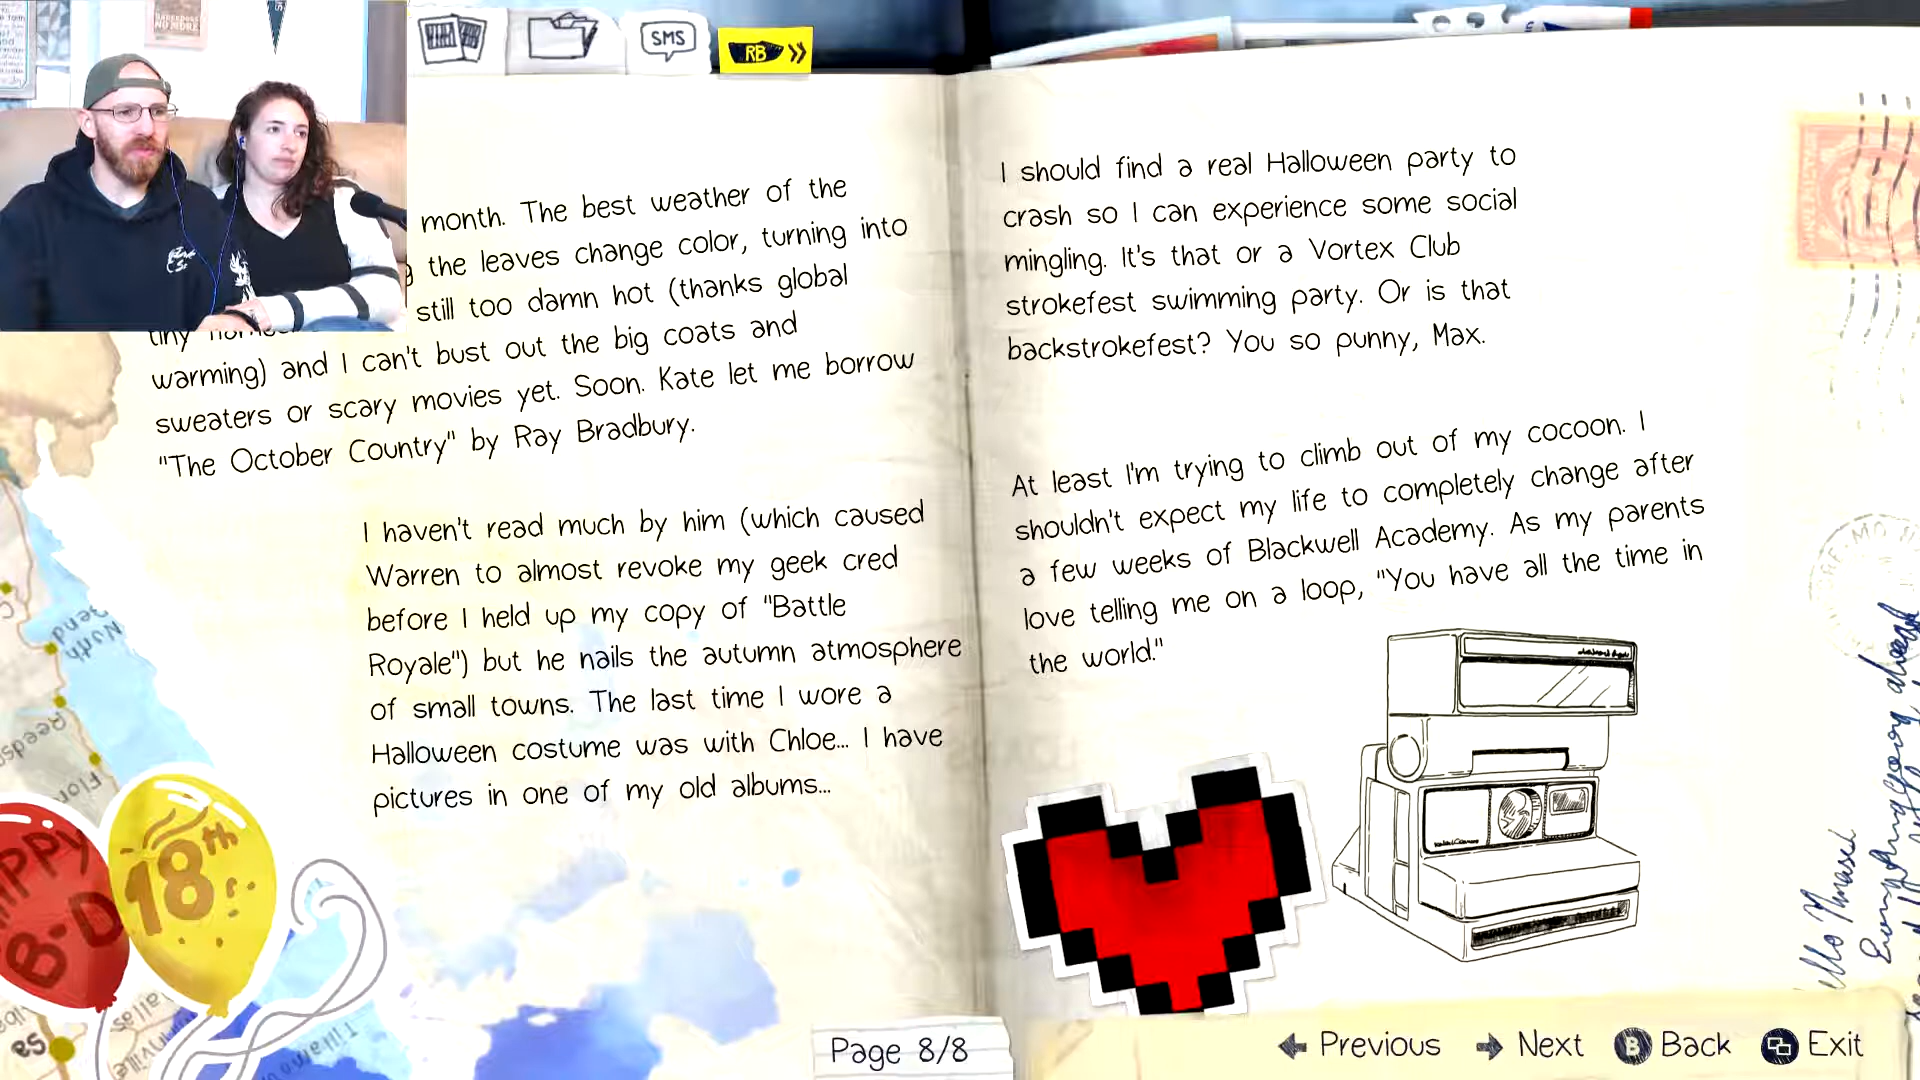 SMS
RB
month. The best weather of the
the leaves change color, turning into
still too damn hot (thanks global
tiny
warming) and I can't bust out the big coats and
sweaters or scary movies yet. Soon. Kate let me borrow
"The October Country" by Ray Bradbury.
I haven't read much by him (which caused
Warren to almost revoke my geek cred
before I held up my copy of "Battle
Royale") but he nails the autumn atmosphere
of small towns. The last time I wore a
Halloween costume was with Chloe... I have
pictures in one of my old albums...
HAPPY
B-D
18th
I should find a real Halloween party to
crash so I can experience some social
mingling. It's that or a Vortex Club
strokefest swimming party. Or is that
backstrokefest? You so punny, Max.
At least I'm trying to climb out of my cocoon. I
shouldn't expect my life to completely change after
a few weeks of Blackwell Academy. As my parents
love telling me on a loop, "You have all the time in
the world."
North
Bend
Reedsp
Flor
Page 8/8
Previous
Next
B Back
Exit